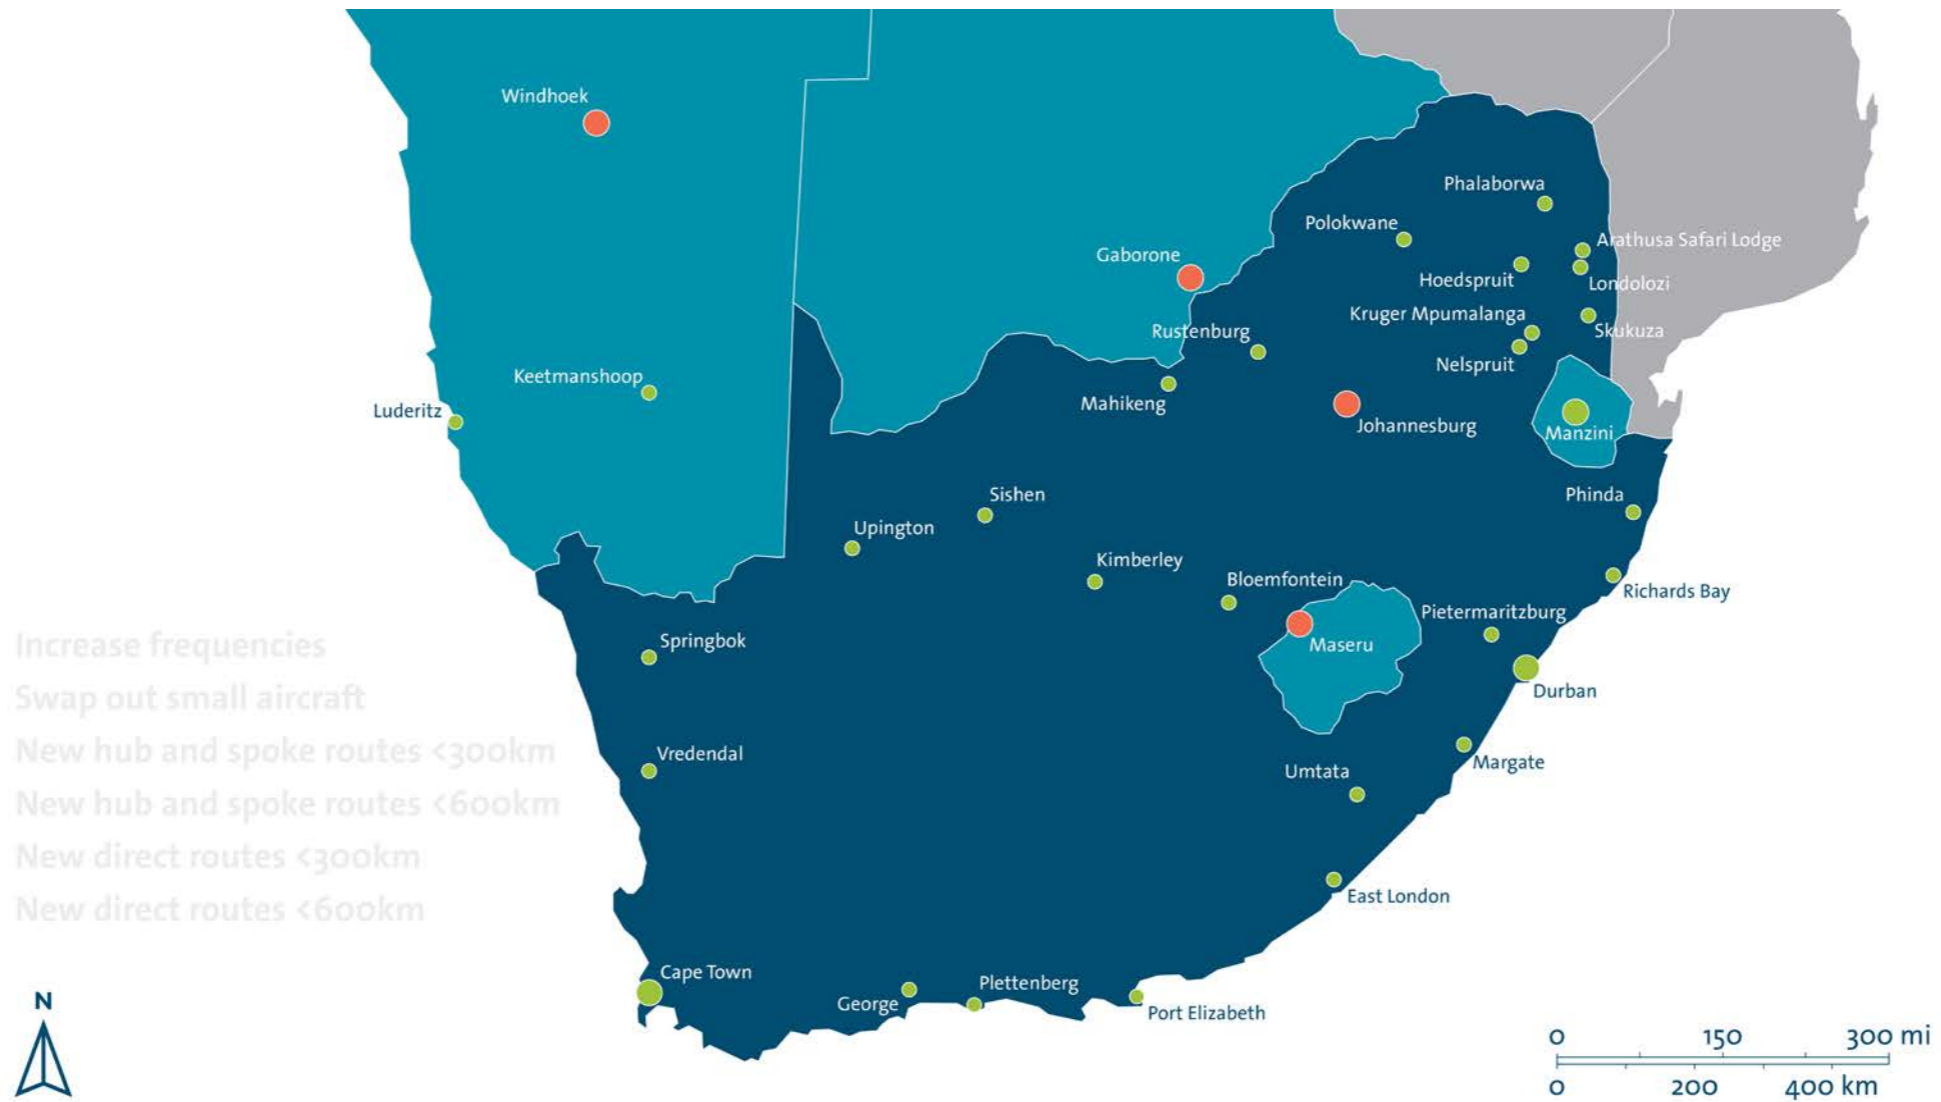 Windhoek
Phalaborwa
Polokwane
Arathusa Safari Lodge
Gaborone
Hoedspruit
Londolozi
Kruger Mpumalanga
Rustenburg
Skukuza
Nelspruit
Keetmanshoop
Mahikeng
Luderitz
Johannesburg
Manzini
Sishen
Phinda
Upington
Kimberley
Bloemfontein
Richards Bay
Pietermaritzburg
Springbok
Maseru
Durban
Vredendal
Margate
Umtata
East London
Cape Town
Plettenberg
George
Port Elizabeth
Increase frequencies
Swap out small aircraft
New hub and spoke routes <300km
New hub and spoke routes <600km
New direct routes <300km
New direct routes <600km
N
0 150 300 mi
0 200 400 km